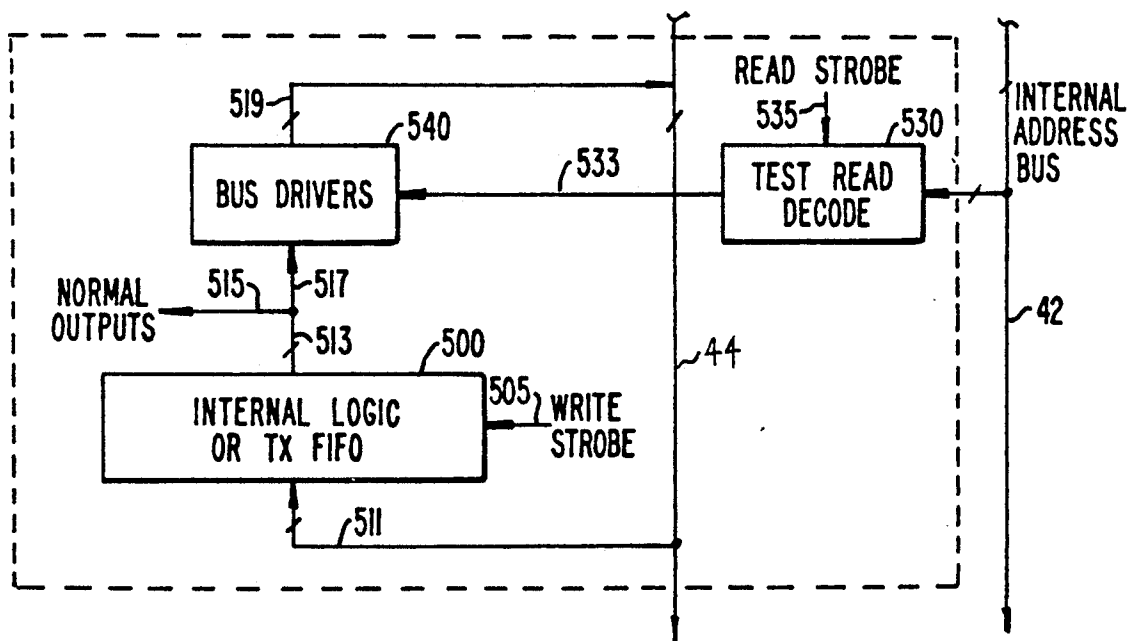 519
540
BUS DRIVERS
533
READ STROBE
535
530
TEST READ
DECODE
INTERNAL
ADDRESS
BUS
NORMAL
OUTPUTS
515
517
513
500
INTERNAL LOGIC
OR TX FIFO
505
WRITE
STROBE
511
44
42